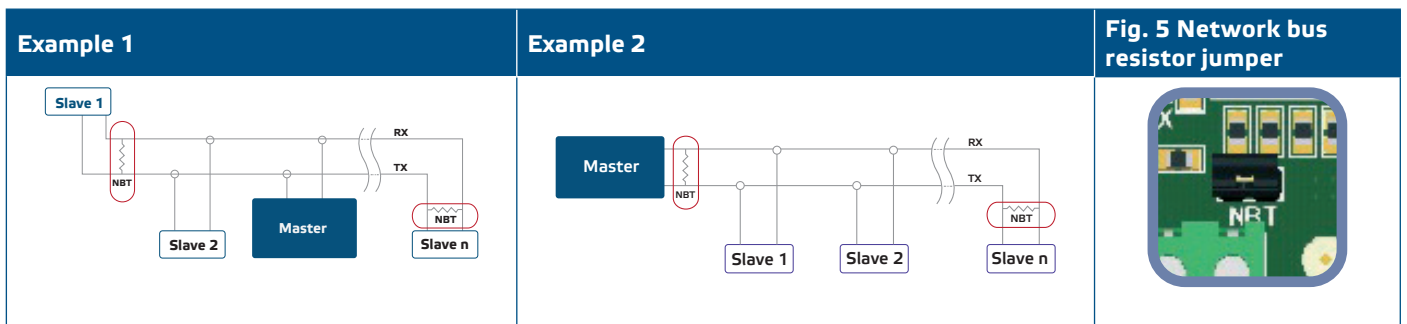 Example 1
Example 2
Fig. 5 Network bus
resistor jumper
Slave 1
RX
TX
NBT
Slave 2
Master
NBT
Slave n
Master
RX
TX
NBT
Slave 1
Slave 2
NBT
Slave n
NBT